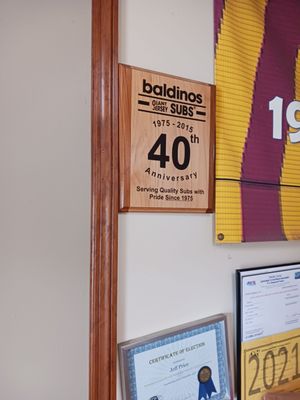 baldinos
GIANT JERSEY SUBS
1975 - 2015
40th
Anniversary
Serving Quality Subs with
Pride Since 1975
19
CERTIFICATE OF ELECTION
Jeff Price
2021